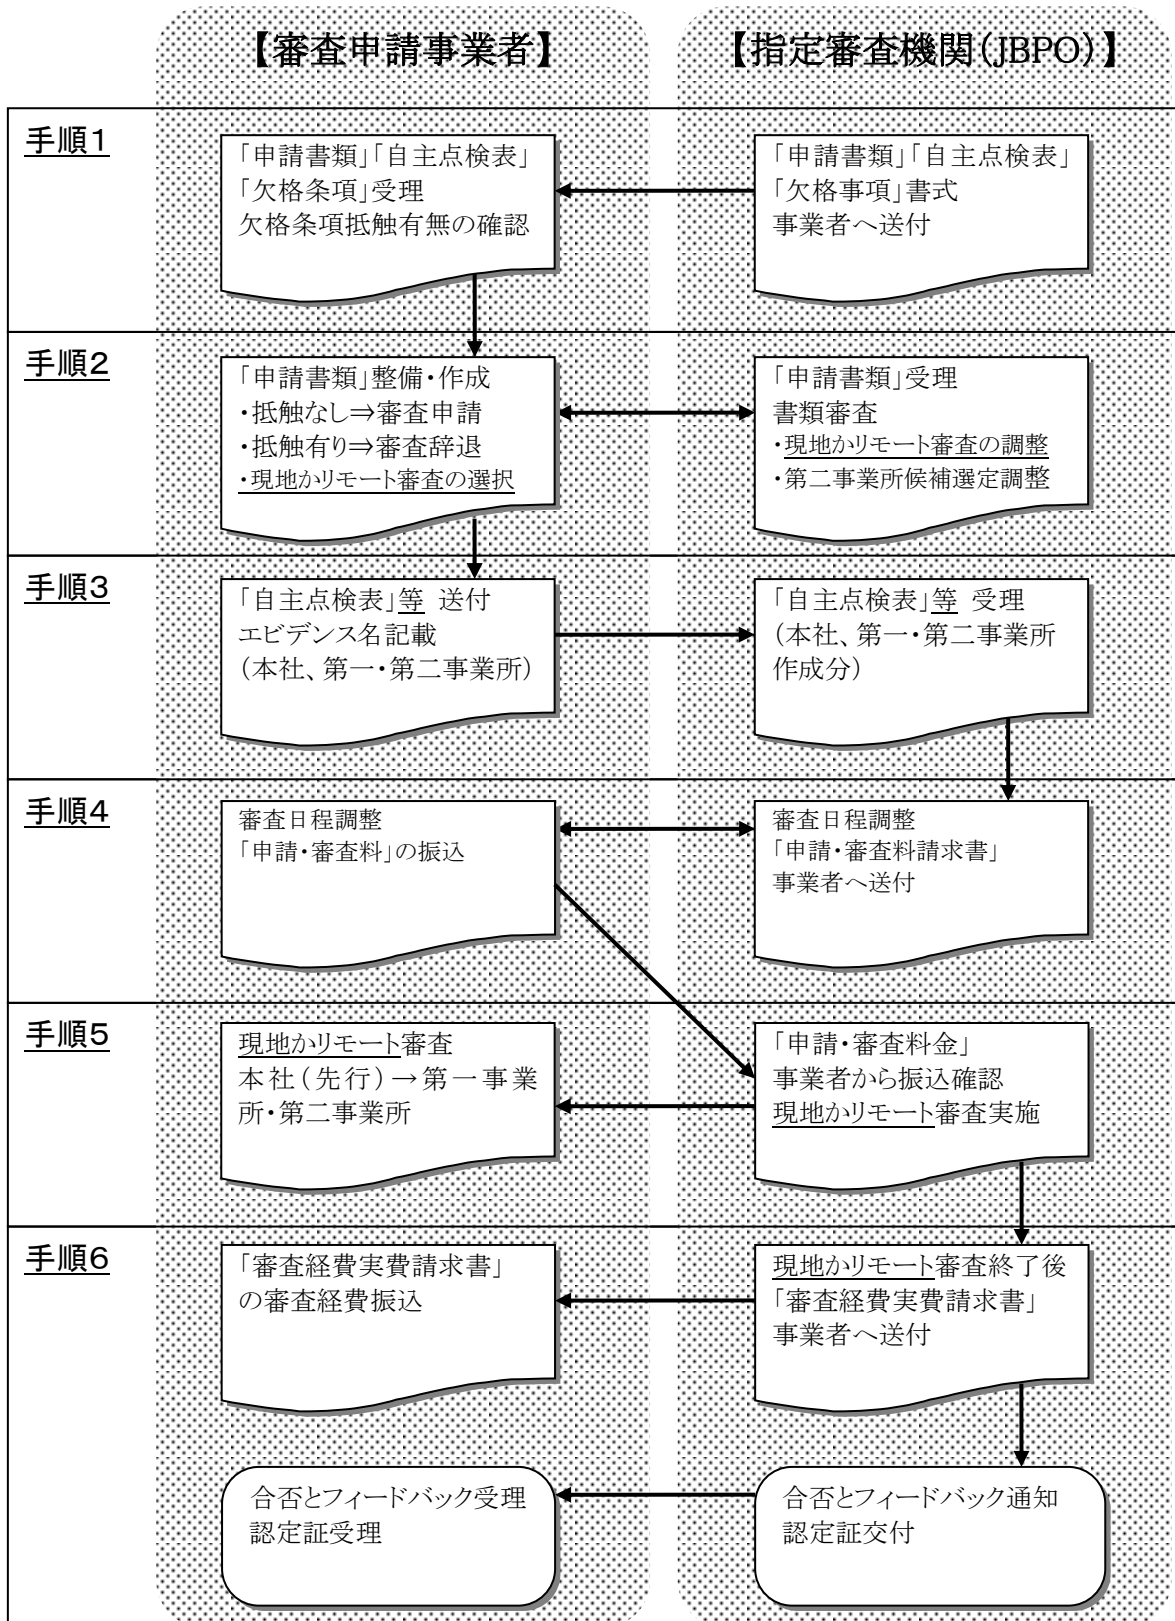 【審査申請事業者】
【指定審査機関(JBPO)】
手順1
「申請書類」「自主点検表」
「欠格条項」受理
欠格条項抵触有無の確認
「申請書類」「自主点検表」
「欠格事項」書式
事業者へ送付
手順2
「申請書類」整備・作成
・抵触なし⇒審査申請
・抵触有り⇒審査辞退
・現地かリモート審査の選択
「申請書類」受理
書類審査
・現地かリモート審査の調整
・第二事業所候補選定調整
手順3
「自主点検表」等 送付
エビデンス名記載
(本社、第一・第二事業所)
「自主点検表」等 受理
(本社、第一・第二事業所
作成分)
手順4
審査日程調整
「申請・審査料」の振込
審査日程調整
「申請・審査料請求書」
事業者へ送付
手順5
現地かリモート審査
本社(先行)→第一事業
所・第二事業所
「申請・審査料金」
事業者から振込確認
現地かリモート審査実施
手順6
「審査経費実費請求書」
の審査経費振込
現地かリモート審査終了後
「審査経費実費請求書」
事業者へ送付
合否とフィードバック受理
認定証受理
合否とフィードバック通知
認定証交付